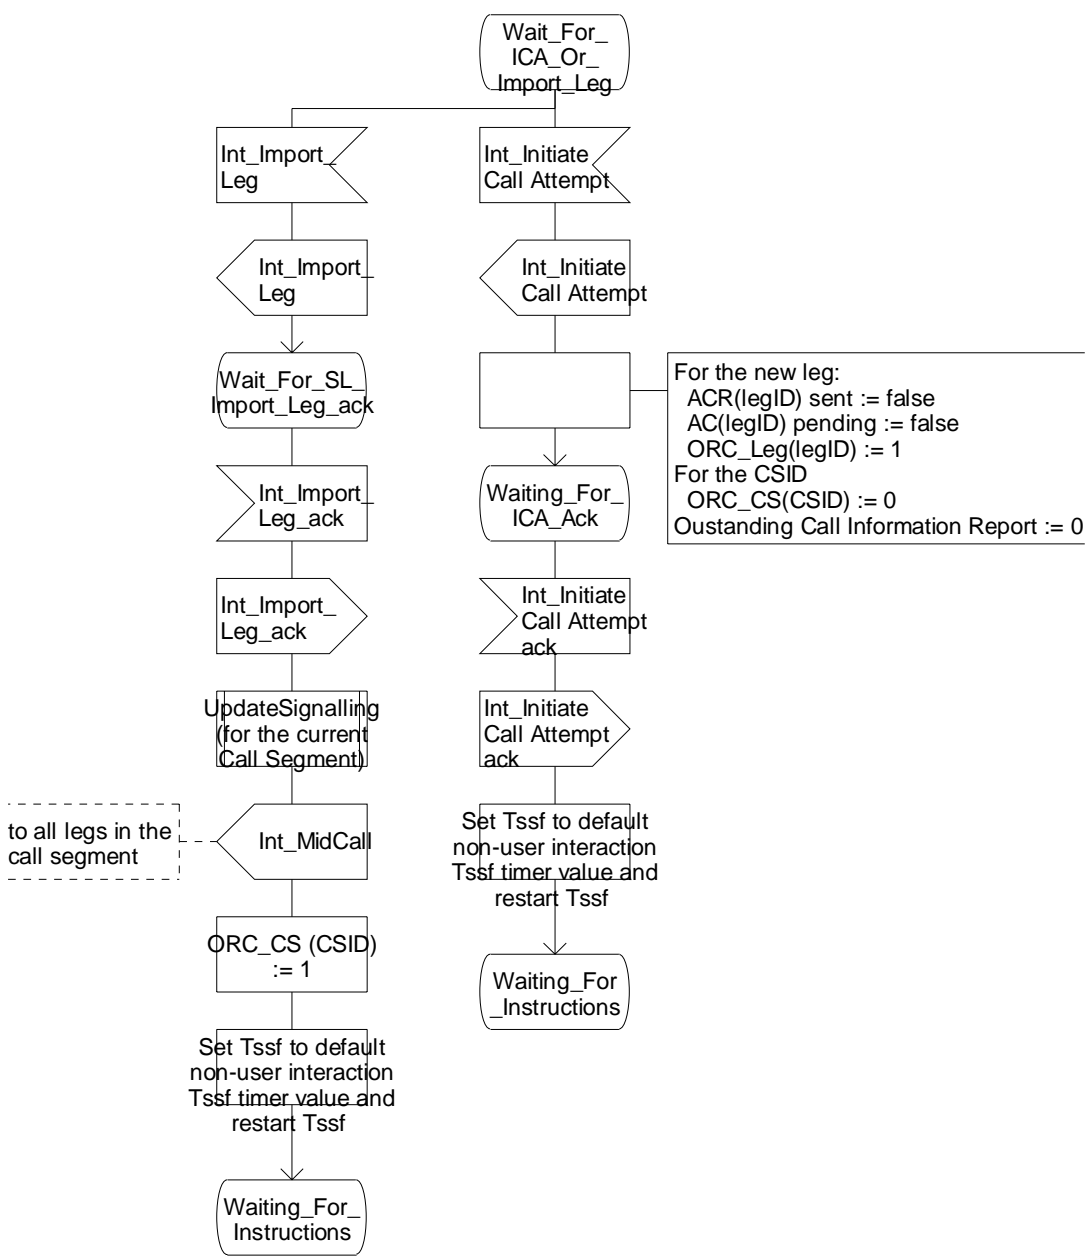 Wait_For_
ICA_Or_
Import_Leg
Int_Import_
Leg
Int_Import_
Leg
Wait_For_SL_
Import_Leg_ack
Int_Import_
Leg_ack
Int_Import_
Leg_ack
UpdateSignalling
(for the current
Call Segment)
to all legs in the
call segment
Int_MidCall
ORC_CS (CSID)
:= 1
Set Tssf to default
non-user interaction
Tssf timer value and
restart Tssf
Waiting_For_
Instructions
Int_Initiate
Call Attempt
Int_Initiate
Call Attempt
For the new leg:
ACR(legID) sent := false
AC(legID) pending := false
ORC_Leg(legID) := 1
For the CSID
ORC_CS(CSID) := 0
Oustanding Call Information Report := 0
Waiting_For_
ICA_Ack
Int_Initiate
Call Attempt
ack
Int_Initiate
Call Attempt
ack
Set Tssf to default
non-user interaction
Tssf timer value and
restart Tssf
Waiting_For
_Instructions